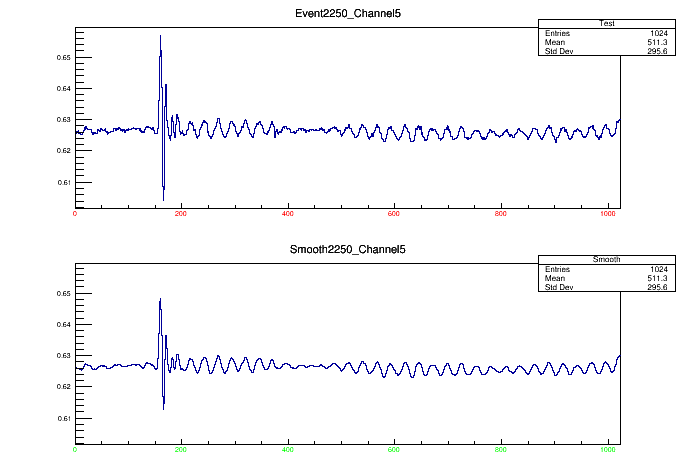 Event2250_Channel5
Test
Entries 1024
Mean 511.3
Std Dev 295.6
0.65
0.64
0.63
0.62
0.61
0 200 400 600 800 1000
Smooth2250_Channel5
Smooth
Entries 1024
Mean 511.3
Std Dev 295.6
0.65
0.64
0.63
0.62
0.61
0 200 400 600 800 1000